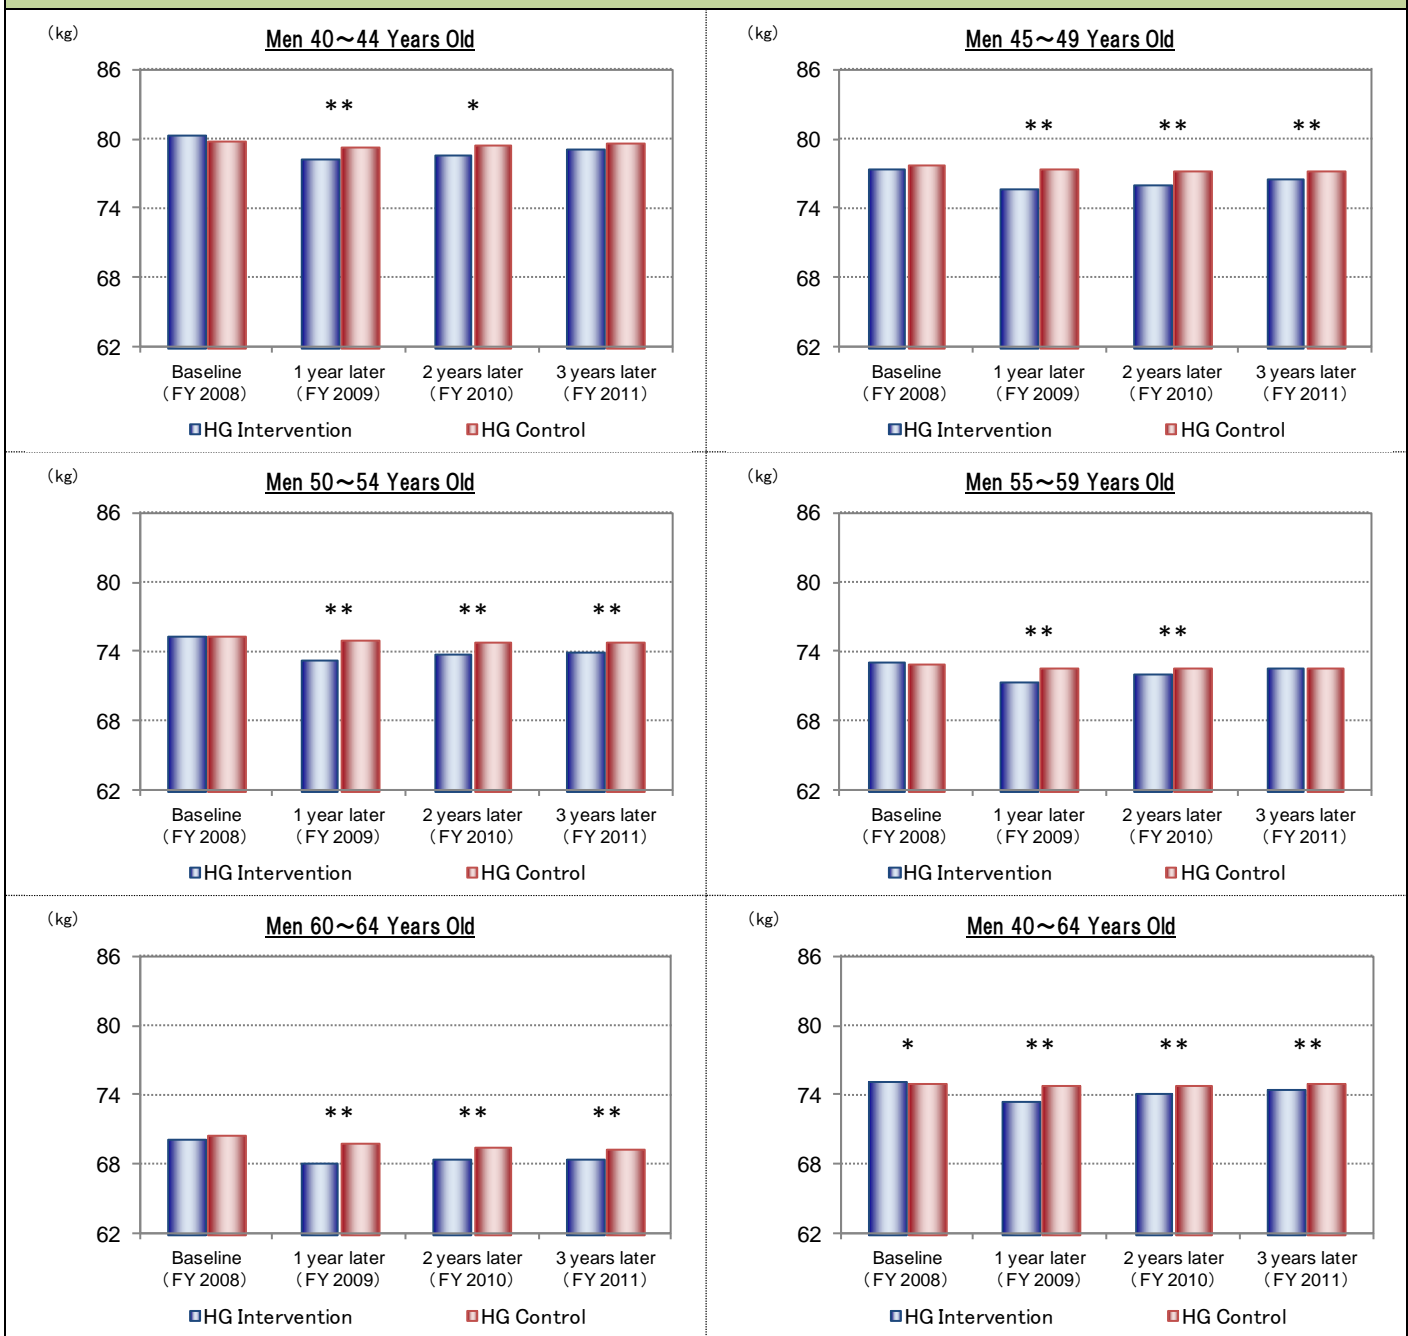 (kg)
Men 40～44 Years Old
86
80
74
68
62
** *
Baseline 1 year later 2 years later 3 years later
(FY 2008) (FY 2009) (FY 2010) (FY 2011)
HG Intervention HG Control
(kg)
Men 45～49 Years Old
86
80
74
68
62
** ** **
Baseline 1 year later 2 years later 3 years later
(FY 2008) (FY 2009) (FY 2010) (FY 2011)
HG Intervention HG Control
(kg)
Men 50～54 Years Old
86
80
74
68
62
** ** **
Baseline 1 year later 2 years later 3 years later
(FY 2008) (FY 2009) (FY 2010) (FY 2011)
HG Intervention HG Control
(kg)
Men 55～59 Years Old
86
80
74
68
62
** **
Baseline 1 year later 2 years later 3 years later
(FY 2008) (FY 2009) (FY 2010) (FY 2011)
HG Intervention HG Control
(kg)
Men 60～64 Years Old
86
80
74
68
62
** ** **
Baseline 1 year later 2 years later 3 years later
(FY 2008) (FY 2009) (FY 2010) (FY 2011)
HG Intervention HG Control
(kg)
Men 40～64 Years Old
86
80
74
68
62
* ** ** **
Baseline 1 year later 2 years later 3 years later
(FY 2008) (FY 2009) (FY 2010) (FY 2011)
HG Intervention HG Control